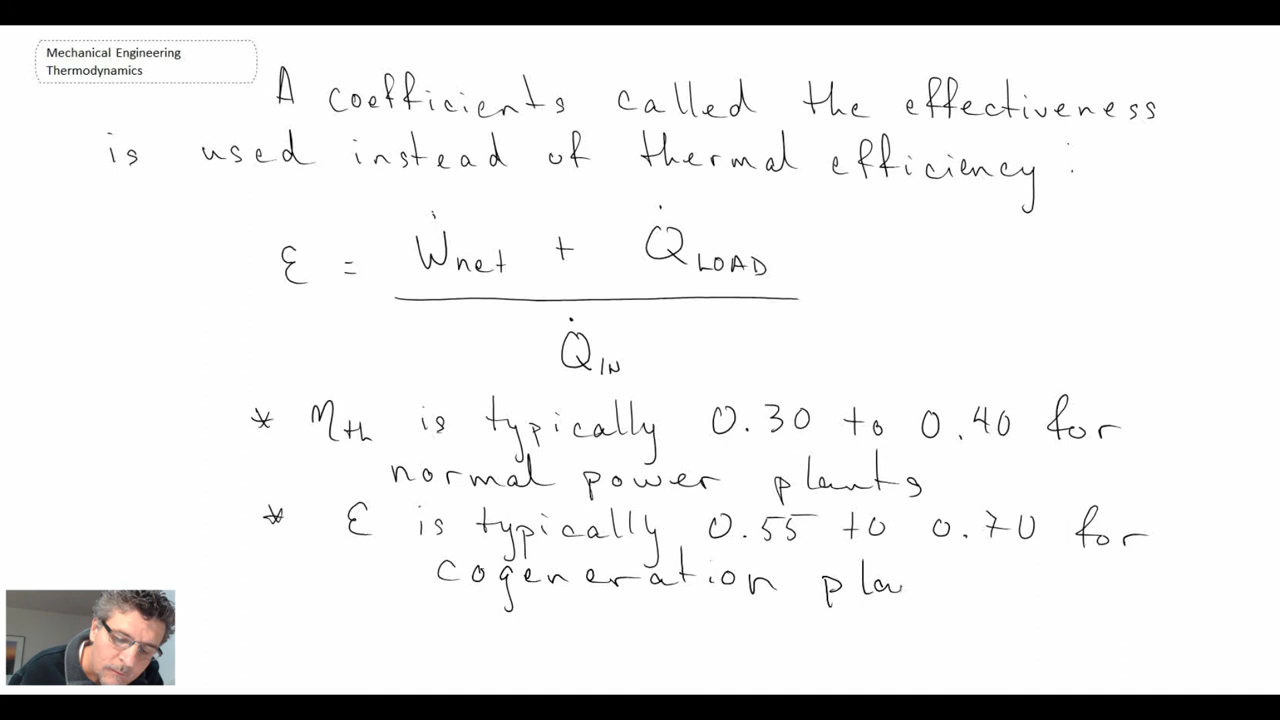 Mechanical Engineering
Thermodynamics
A coefficients called the effectiveness
is used instead of thermal efficiency:
ε = (Ẇnet + Q̇LOAD) / Q̇IN
* ηth is typically 0.30 to 0.40 for
normal power plants
* ε is typically 0.55 to 0.70 for
cogeneration pla